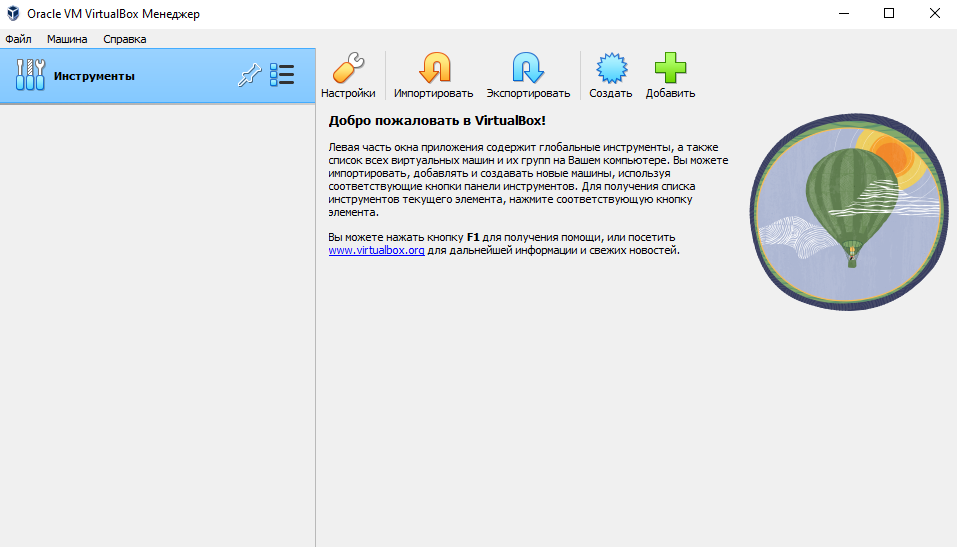 Oracle VM VirtualBox Менеджер
Файл Машина Справка
Инструменты
Настройки Импортировать Экспортировать Создать Добавить
Добро пожаловать в VirtualBox!
Левая часть окна приложения содержит глобальные инструменты, а также
список всех виртуальных машин и их групп на Вашем компьютере. Вы можете
импортировать, добавлять и создавать новые машины, используя
соответствующие кнопки панели инструментов. Для получения списка
инструментов текущего элемента, нажмите соответствующую кнопку
элемента.
Вы можете нажать кнопку F1 для получения помощи, или посетить
www.virtualbox.org для дальнейшей информации и свежих новостей.